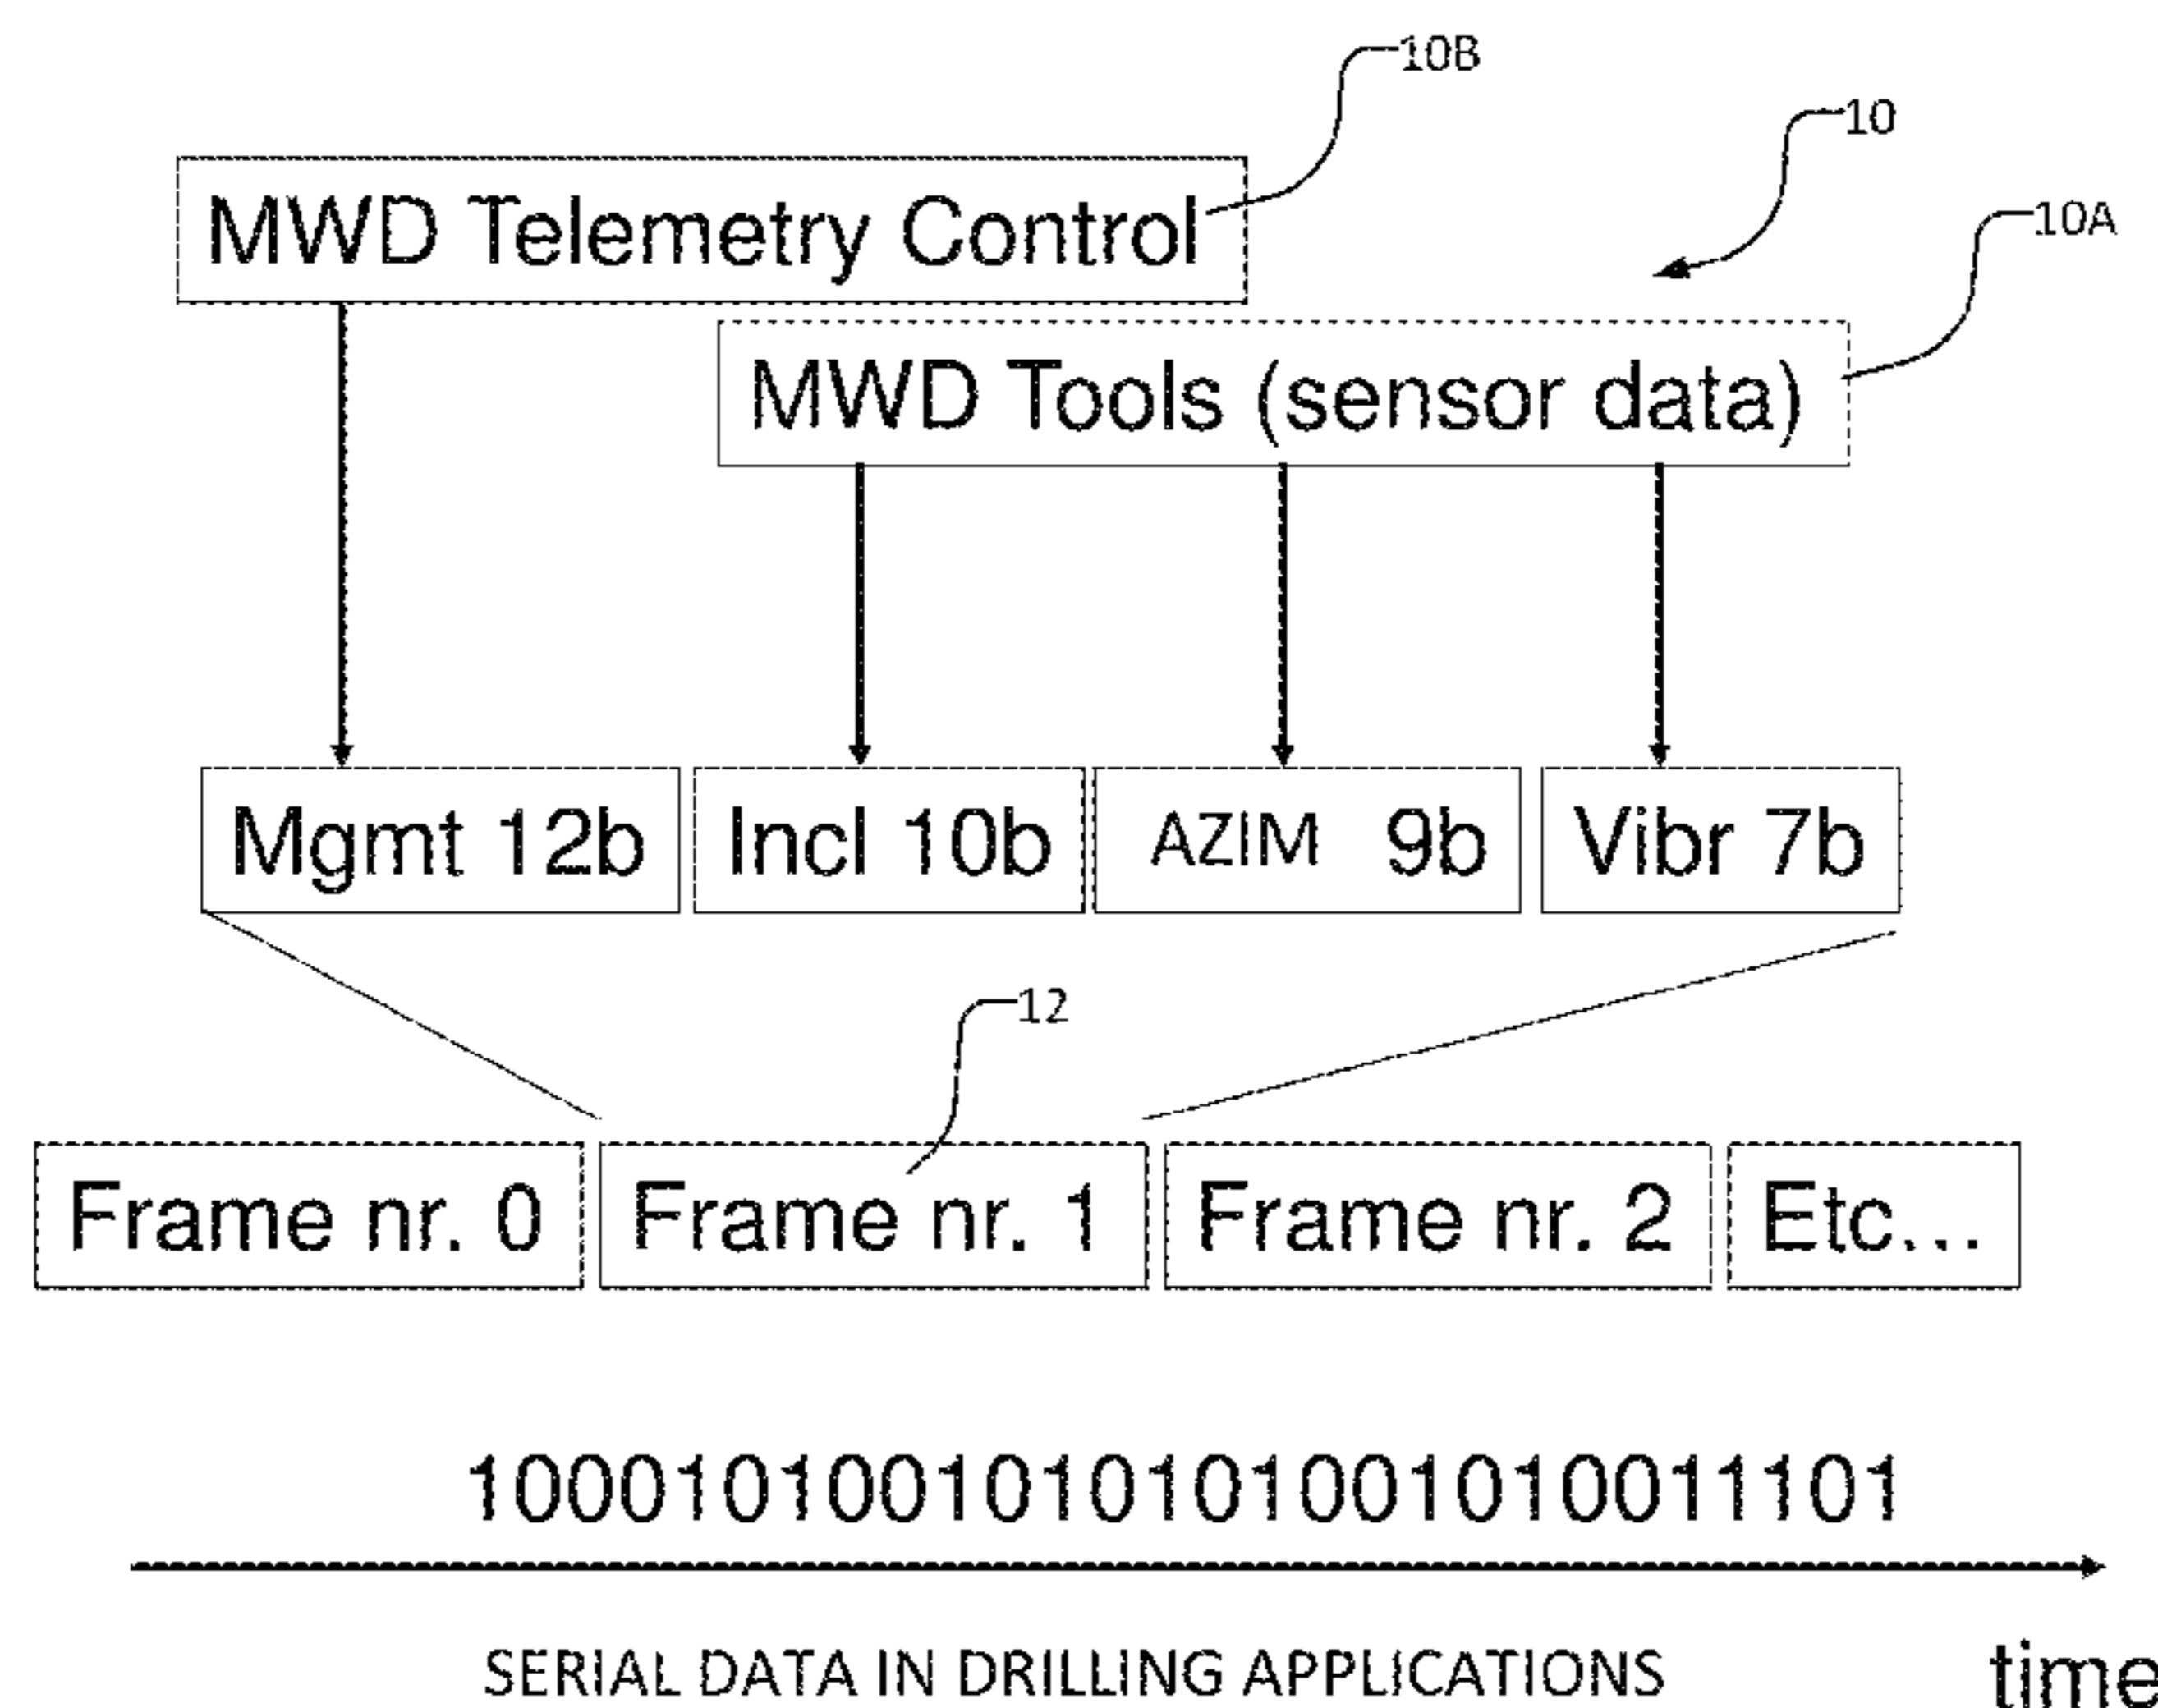 10B
10
MWD Telemetry Control
10A
MWD Tools (sensor data)
Mgmt 12b Incl 10b AZIM 9b Vibr 7b
12
Frame nr. 0 Frame nr. 1 Frame nr. 2 Etc...
1000101001010101001010011101
SERIAL DATA IN DRILLING APPLICATIONS time